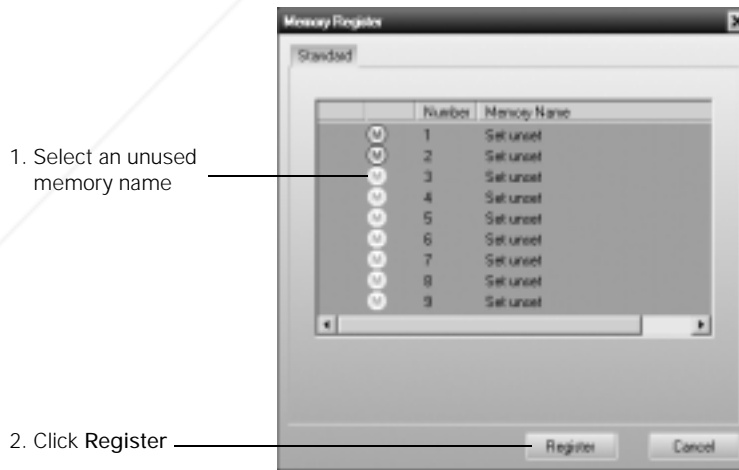 Memory Register
Standard
Number Memory Name
M 1 Set unset
M 2 Set unset
M 3 Set unset
M 4 Set unset
M 5 Set unset
M 6 Set unset
M 7 Set unset
M 8 Set unset
M 9 Set unset
1. Select an unused
memory name
2. Click Register
Register Cancel